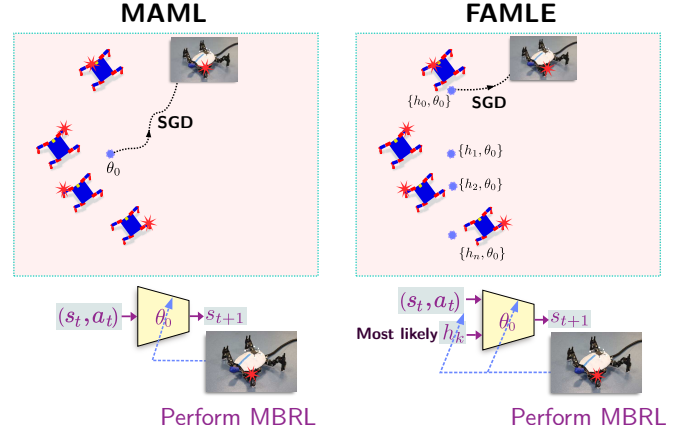 MAML
SGD
θ₀
(sₜ, aₜ)
θ₀
sₜ₊₁
Perform MBRL
FAMLE
{h₀, θ₀}
SGD
{h₁, θ₀}
{h₂, θ₀}
{hₙ, θ₀}
(sₜ, aₜ)
Most likely hₖ
θ₀
sₜ₊₁
Perform MBRL